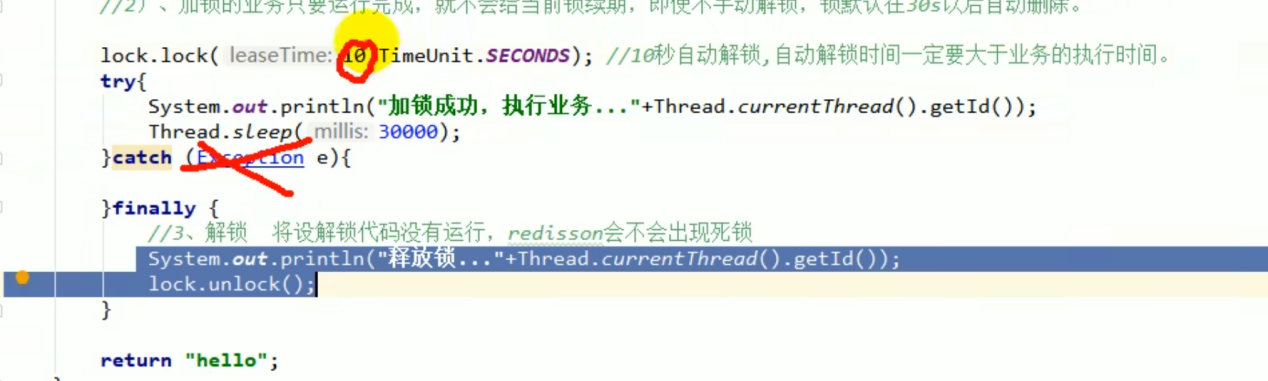 //2）、加锁的业务只要运行完成，就不会给当前锁续期，即使不手动解锁，锁默认在30s以后自动删除。
lock.lock( leaseTime: 10,TimeUnit.SECONDS); //10秒自动解锁,自动解锁时间一定要大于业务的执行时间。
try{
System.out.println("加锁成功，执行业务..."+Thread.currentThread().getId());
Thread.sleep( millis: 30000);
}catch (Exception e){
}finally {
//3、解锁 将设解锁代码没有运行，redisson会不会出现死锁
System.out.println("释放锁..."+Thread.currentThread().getId());
lock.unlock();
}
return "hello";